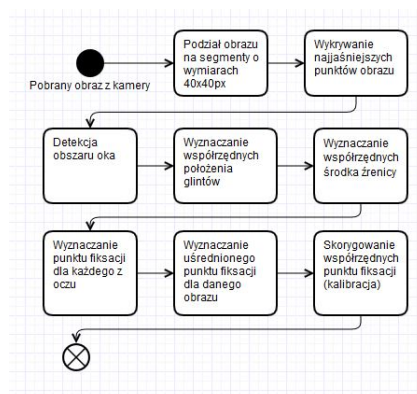 Pobrany obraz z kamery
Podział obrazu
na segmenty o
wymiarach
40x40px
Wykrywanie
najjaśniejszych
punktów obrazu
Detekcja
obszaru oka
Wyznaczanie
współrzędnych
położenia
glintów
Wyznaczanie
współrzędnych
środka źrenicy
Wyznaczanie
punktu fiksacji
dla każdego z
oczu
Wyznaczanie
uśrednionego
punktu fiksacji
dla danego
obrazu
Skorygowanie
współrzędnych
punktu fiksacji
(kalibracja)